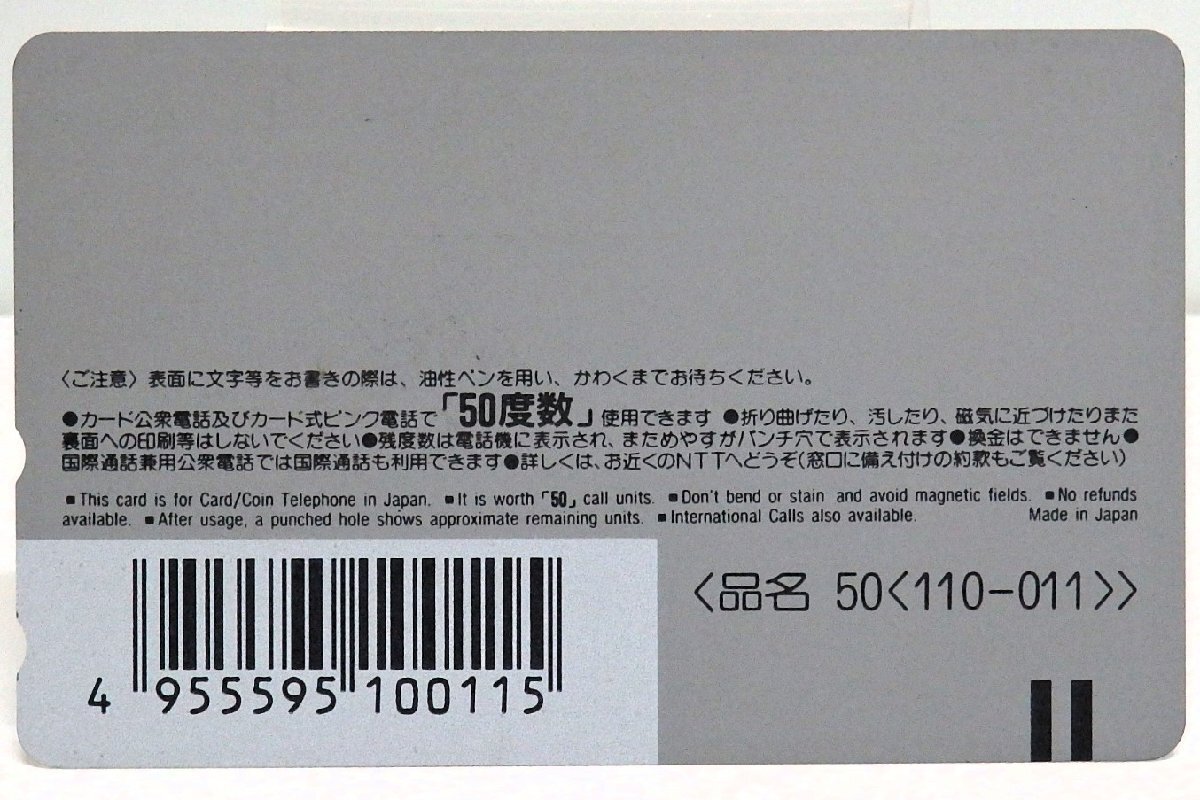 〈ご注意〉表面に文字等をお書きの際は、油性ペンを用い、かわくまでお待ちください。
●カード公衆電話及びカード式ピンク電話で「50度数」使用できます ●折り曲げたり、汚したり、磁気に近づけたりまた
裏面への印刷等はしないでください●残度数は電話機に表示され、まためやすがパンチ穴で表示されます●換金はできません●
国際通話兼用公衆電話では国際通話も利用できます●詳しくは、お近くのNTTへどうぞ(窓口に備え付けの約款もご覧ください)
■This card is for Card/Coin Telephone in Japan. ■It is worth「50」call units. ■Don't bend or stain and avoid magnetic fields. ■No refunds
available. ■After usage, a punched hole shows approximate remaining units. ■International Calls also available. Made in Japan
〈品名 50〈110-011〉〉
4 955595 100115